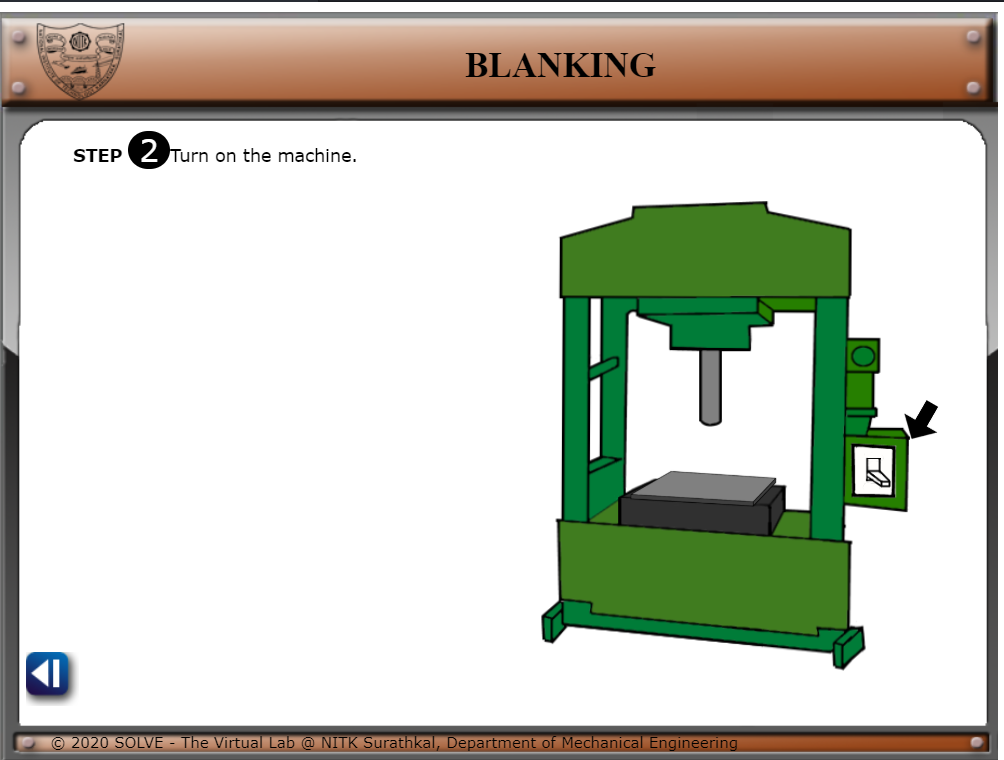 BLANKING
STEP 2 Turn on the machine.
© 2020 SOLVE - The Virtual Lab @ NITK Surathkal, Department of Mechanical Engineering